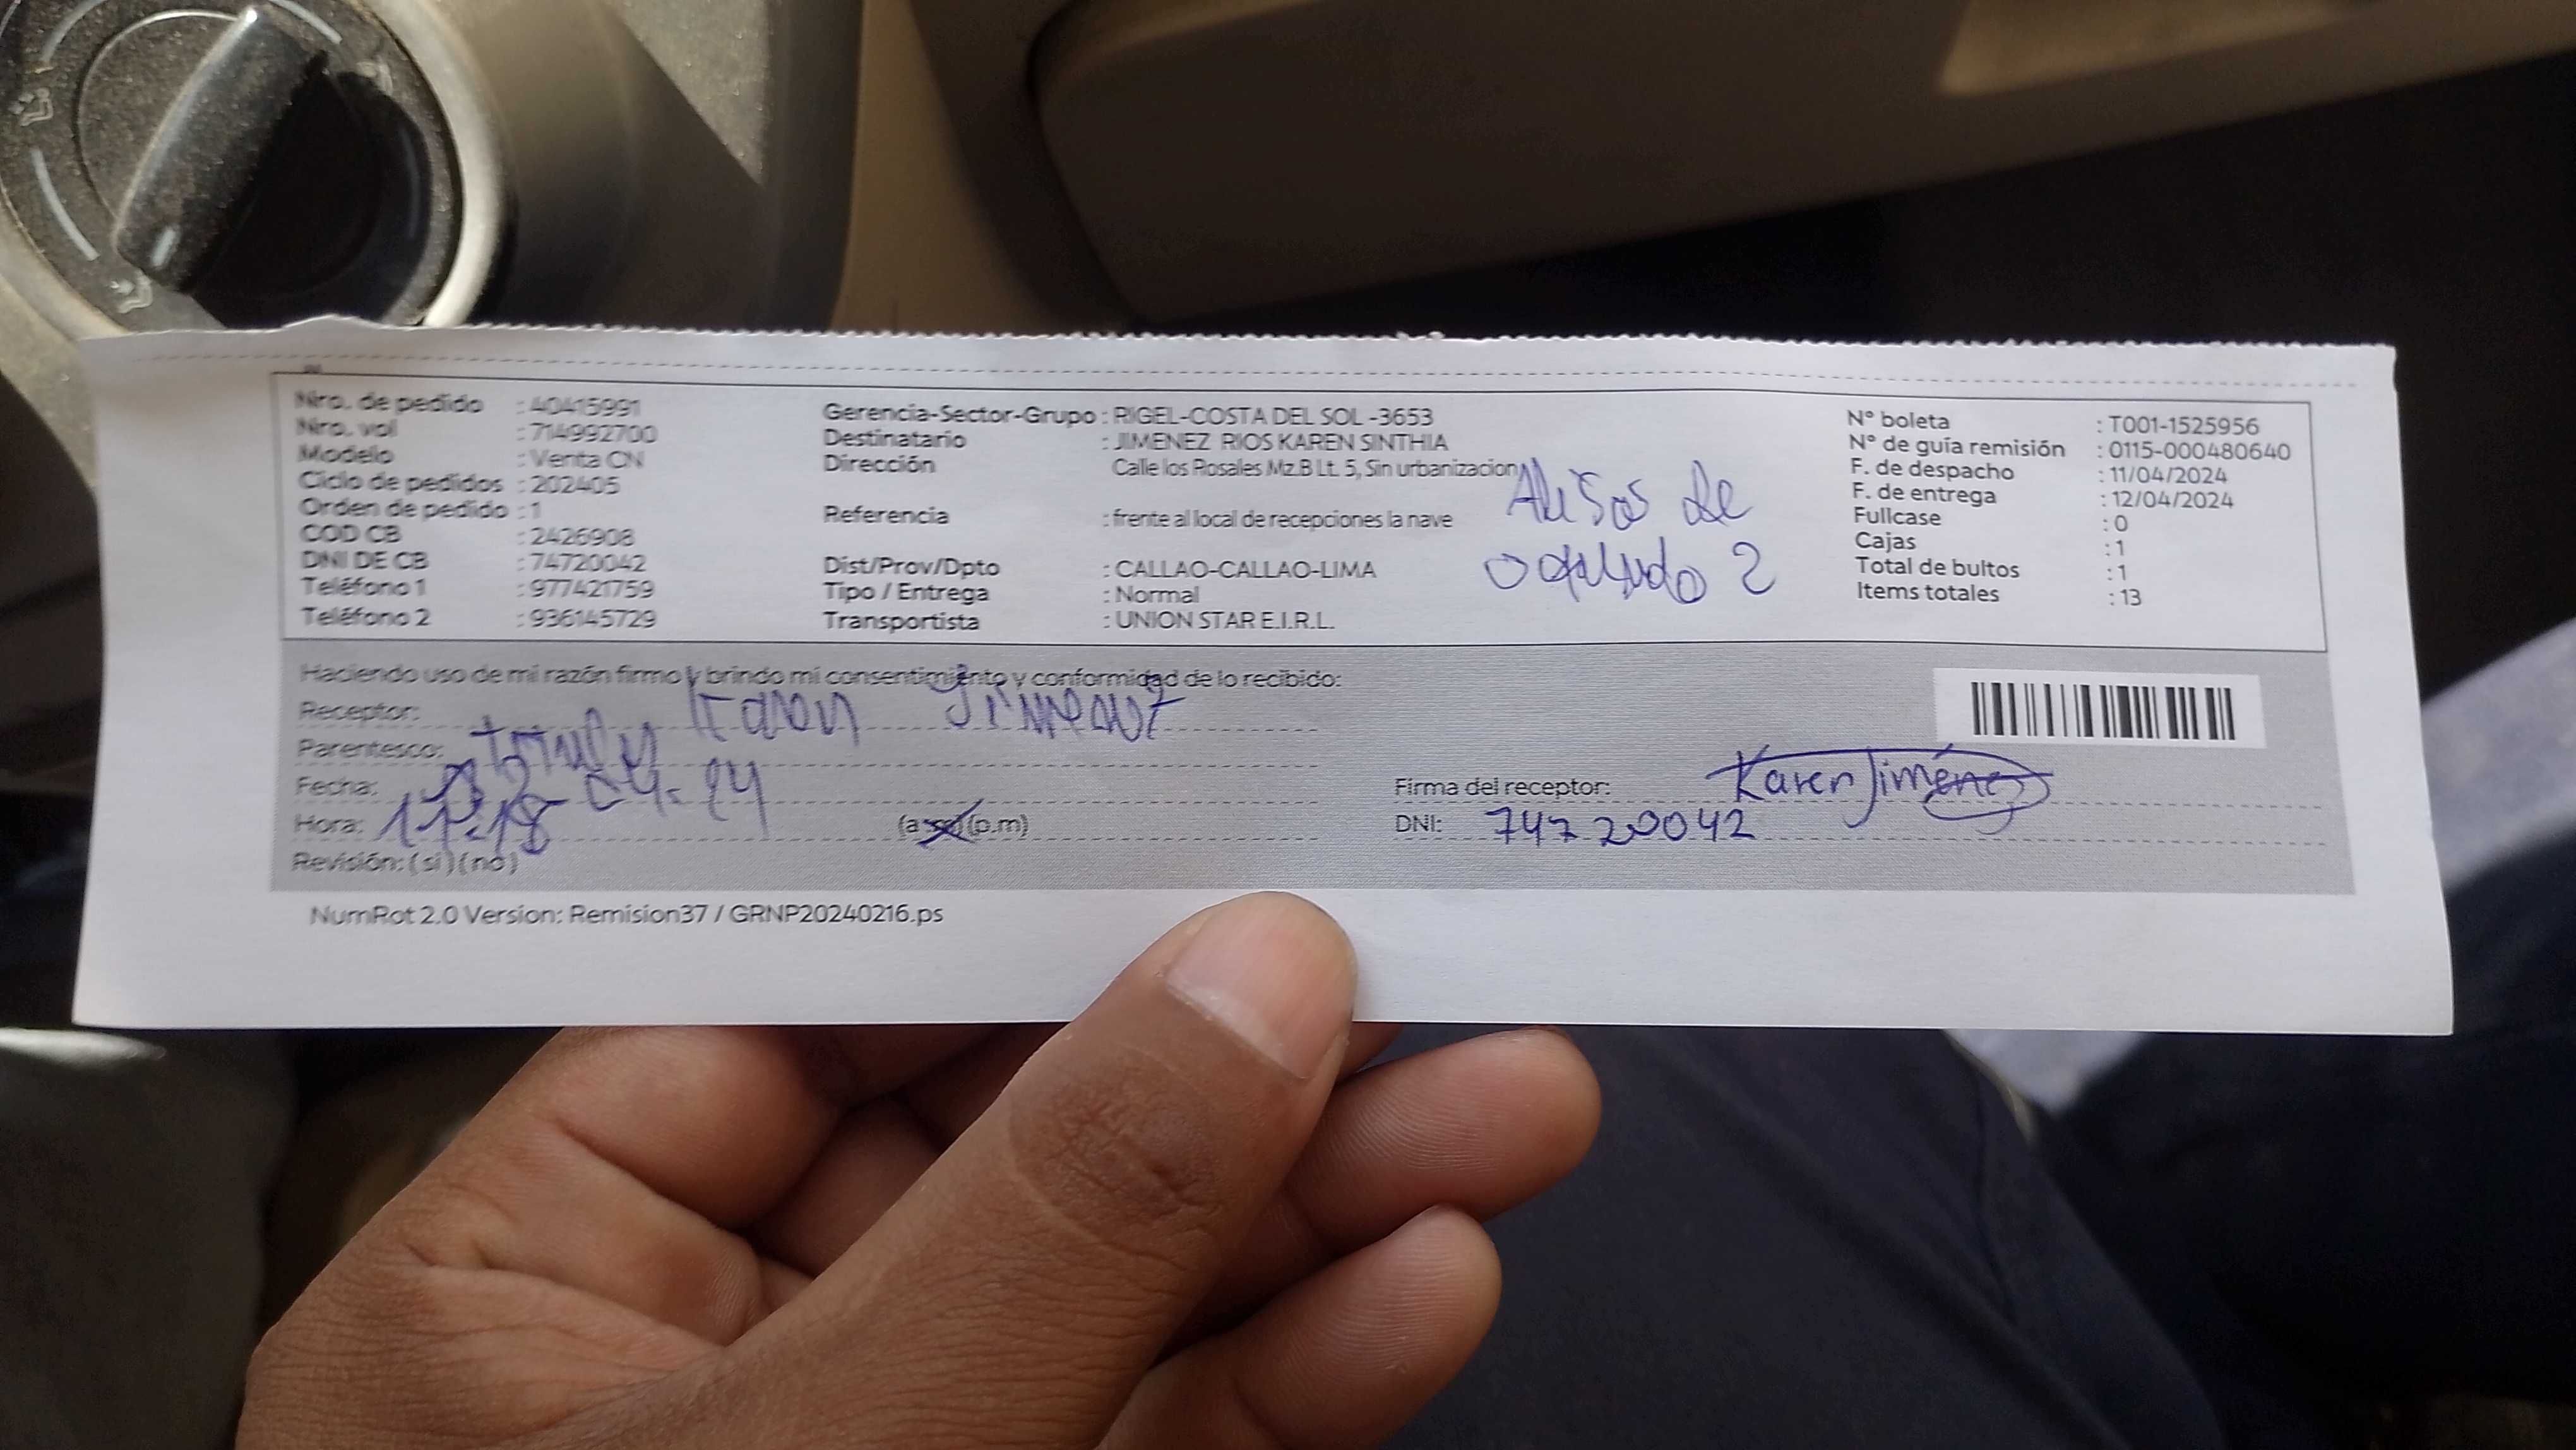 Nro. de pedido : 40415991
Nro. vol : 714992700
Modelo : Venta CN
Ciclo de pedidos : 202405
Orden de pedido : 1
COD CB : 2426908
DNI DE CB : 74720042
Teléfono 1 : 977421759
Teléfono 2 : 936145729
Gerencia-Sector-Grupo : RIGEL-COSTA DEL SOL -3653
Destinatario : JIMENEZ RIOS KAREN SINTHIA
Dirección Calle los Rosales Mz.B Lt. 5, Sin urbanizacion
Referencia : frente al local de recepciones la nave
Dist/Prov/Dpto : CALLAO-CALLAO-LIMA
Tipo / Entrega : Normal
Transportista : UNION STAR E.I.R.L.
de
2
N° boleta : T001-1525956
N° de guía remisión : 0115-000480640
F. de despacho : 11/04/2024
F. de entrega : 12/04/2024
Fullcase : 0
Cajas : 1
Total de bultos : 1
Items totales : 13
Haciendo uso de mi razón firmo y brindo mi consentimiento y conformidad de lo recibido:
Receptor: Karen Jimenez
Parentesco:
Fecha: 04-24
Hora: (p.m)
Revisión: (si) (no)
Firma del receptor: Karen Jiménez
DNI: 74720042
NumRot 2.0 Version: Remision37 / GRNP20240216.ps